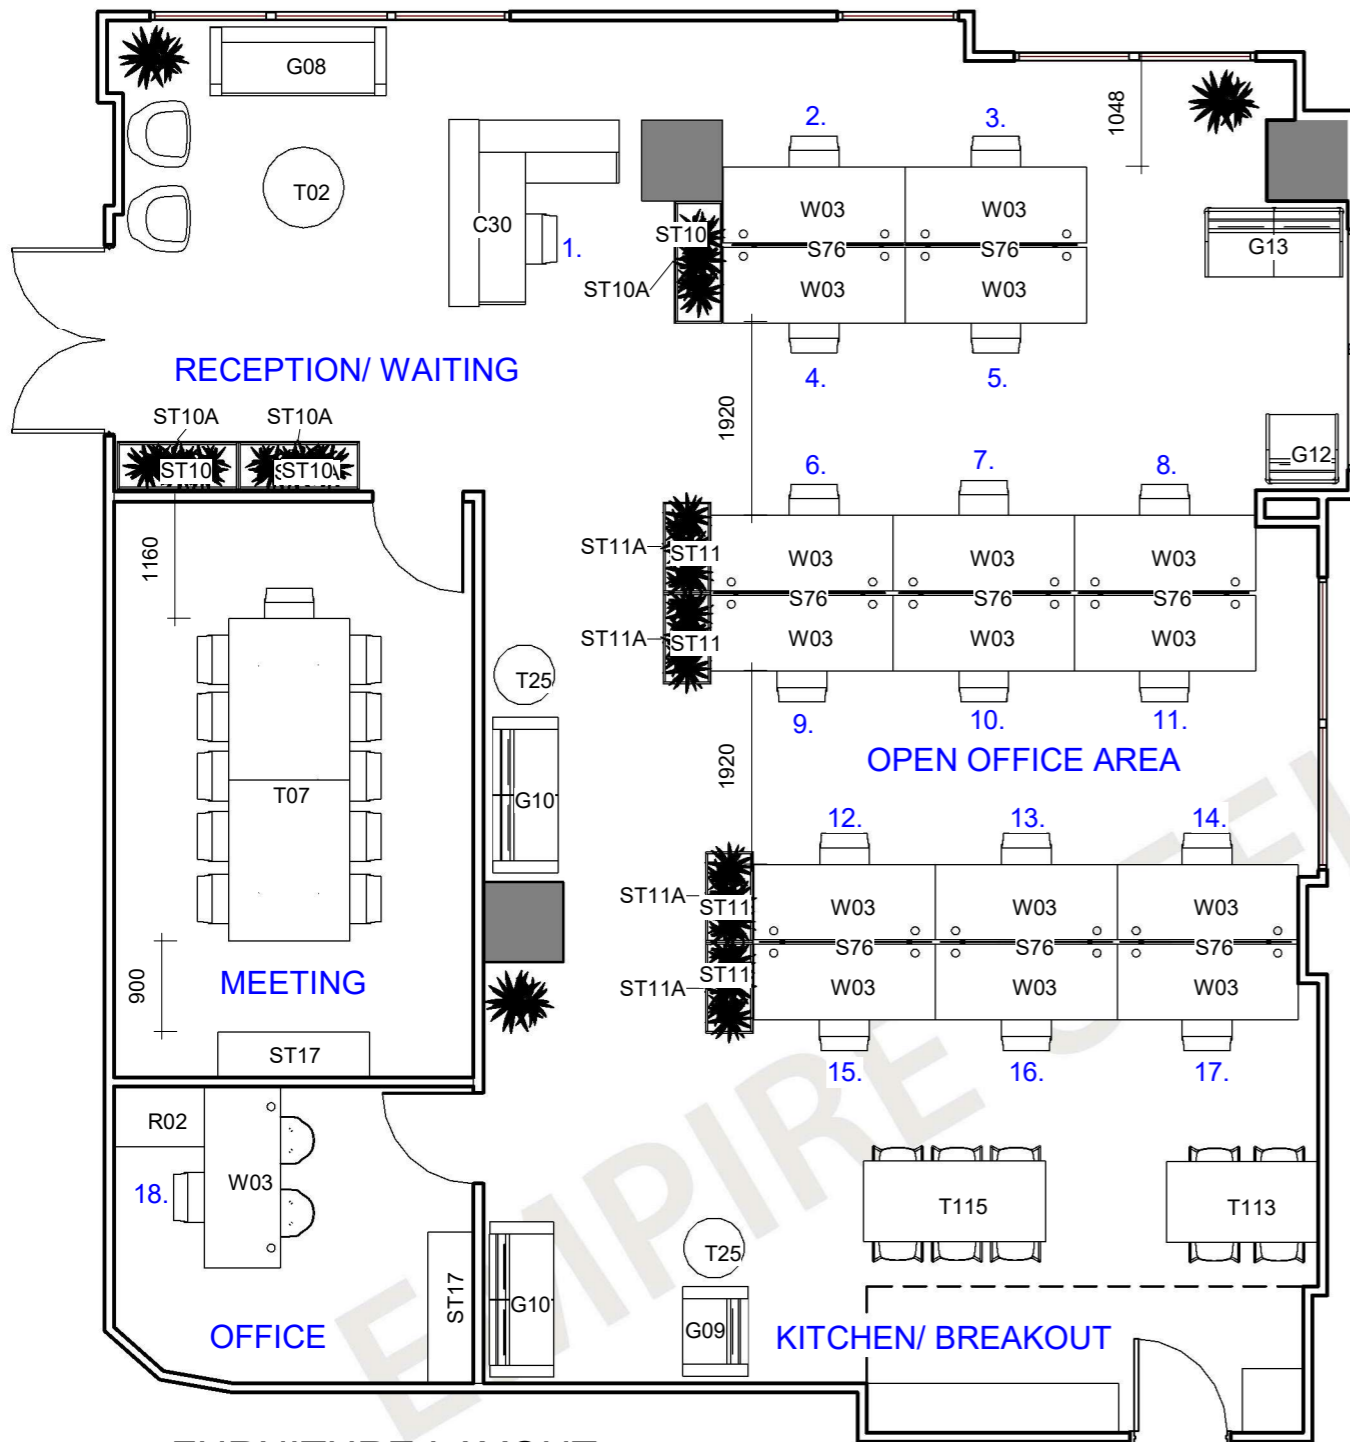 G08
T02
C30
1.
2.
3.
1048
W03
W03
ST10
S76
S76
G13
ST10A
W03
W03
4.
5.
RECEPTION/ WAITING
1920
ST10A
ST10A
ST10
ST10
G12
6.
7.
8.
1160
ST11A
ST11
W03
W03
W03
S76
S76
S76
ST11A
ST11
W03
W03
W03
T25
9.
10.
11.
OPEN OFFICE AREA
1920
T07
G10
12.
13.
14.
ST11A
ST11
W03
W03
W03
S76
S76
S76
ST11A
ST11
W03
W03
W03
MEETING
900
ST17
15.
16.
17.
R02
W03
18.
T115
T113
T25
ST17
G10
G09
OFFICE
KITCHEN/ BREAKOUT